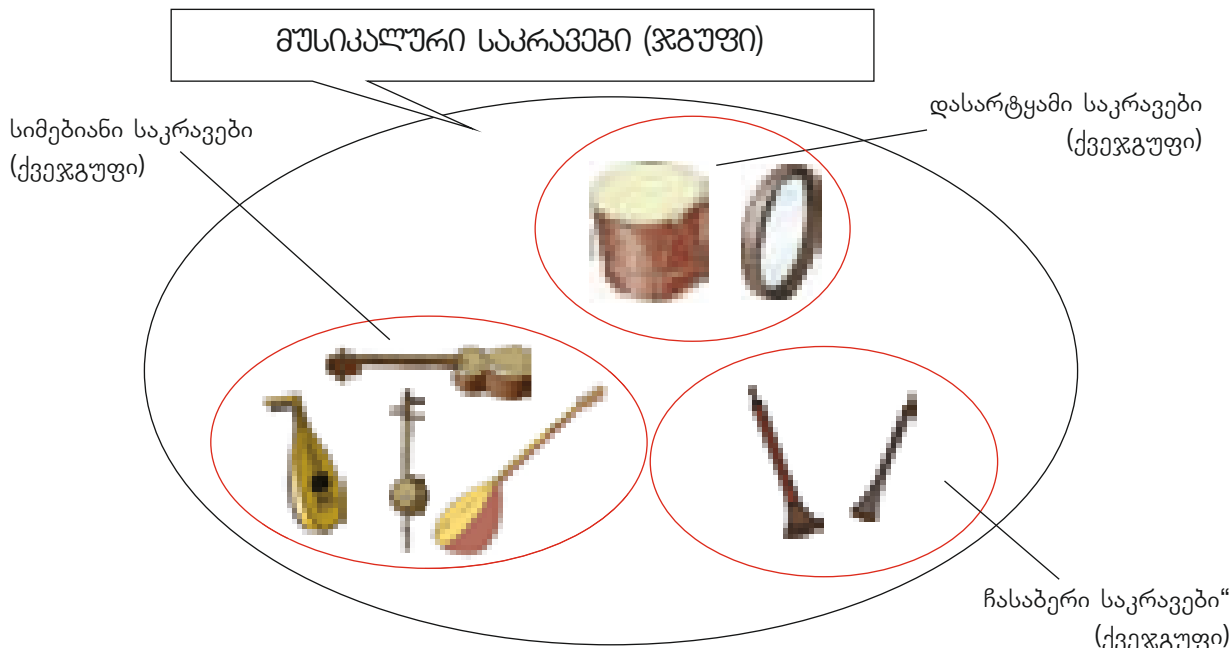 მუსიკალური საკრავები (ჯგუფი)
სიმებიანი საკრავები
(ქვეჯგუფი)
დასარტყამი საკრავები
(ქვეჯგუფი)
ჩასაბერი საკრავები“
(ქვეჯგუფი)